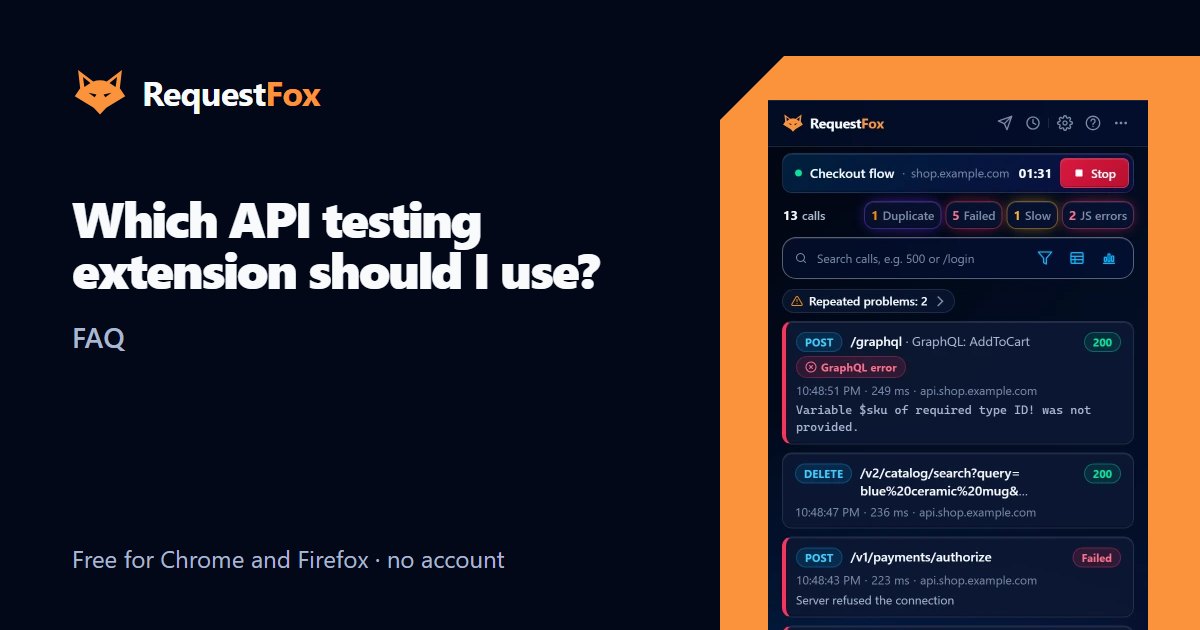 RequestFox
Which API testing
extension should I use?
FAQ
Free for Chrome and Firefox · no account
RequestFox
Checkout flow · shop.example.com 01:31 Stop
13 calls 1 Duplicate 5 Failed 1 Slow 2 JS errors
Search calls, e.g. 500 or /login
Repeated problems: 2
POST /graphql · GraphQL: AddToCart 200
GraphQL error
10:48:51 PM · 249 ms · api.shop.example.com
Variable $sku of required type ID! was not
provided.
DELETE /v2/catalog/search?query= 200
blue%20ceramic%20mug&…
10:48:47 PM · 236 ms · api.shop.example.com
POST /v1/payments/authorize Failed
10:48:43 PM · 223 ms · api.shop.example.com
Server refused the connection